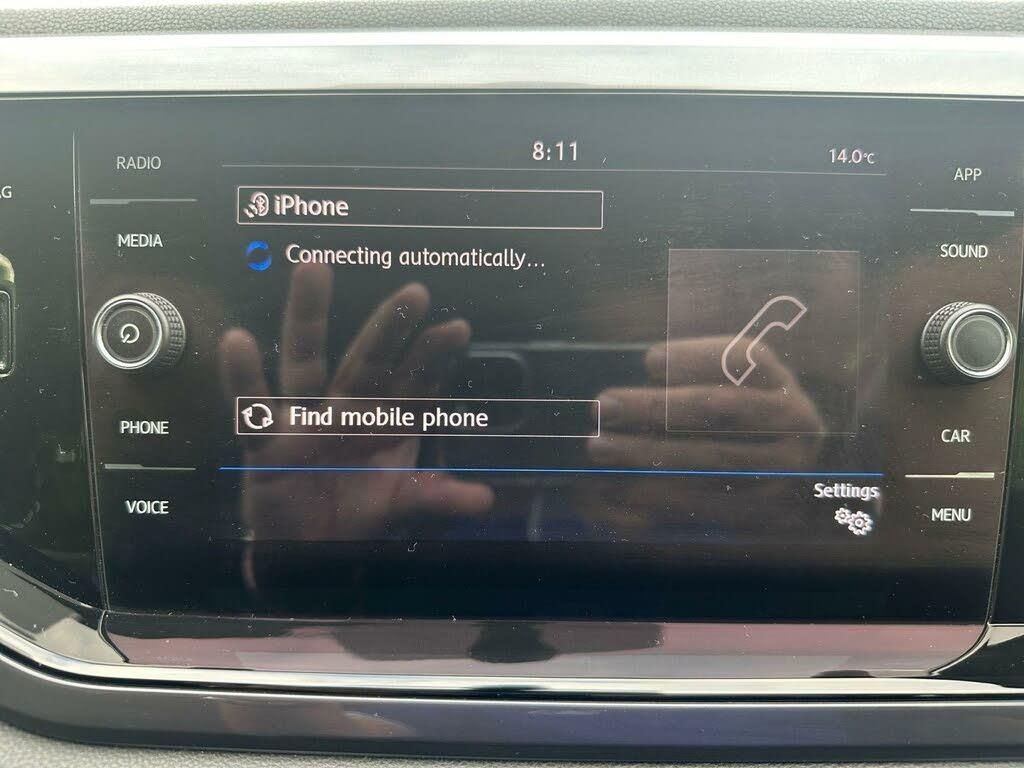 8:11
14.0°C
RADIO
MEDIA
PHONE
VOICE
iPhone
Connecting automatically...
Find mobile phone
Settings
APP
SOUND
CAR
MENU